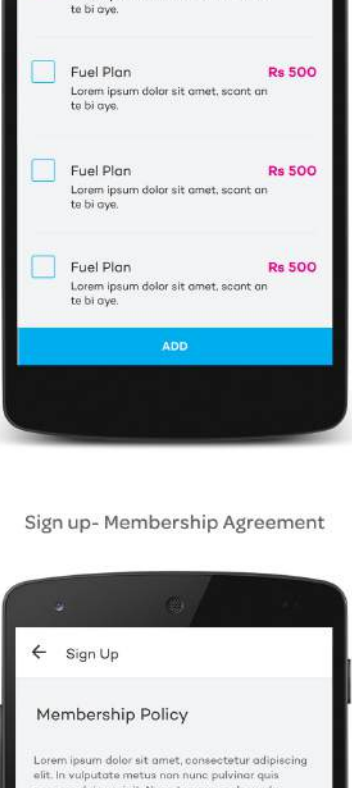 te bi aye.
Fuel Plan Rs 500
Lorem ipsum dolor sit amet, scant an
te bi aye.
Fuel Plan Rs 500
Lorem ipsum dolor sit amet, scant an
te bi aye.
Fuel Plan Rs 500
Lorem ipsum dolor sit amet, scant an
te bi aye.
ADD
Sign up- Membership Agreement
Sign Up
Membership Policy
Lorem ipsum dolor sit amet, consectetur adipiscing
elit. In vulputate metus non nunc pulvinar quis